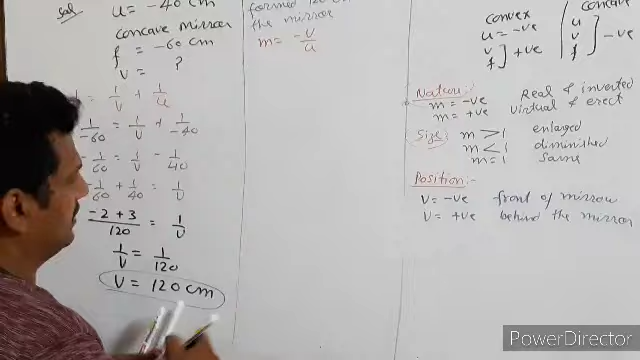 Sol u = -40 cm
concave mirror
f = -60 cm
v = ?
= 1/v + 1/u
1/-60 = 1/v + 1/-40
1/60 = 1/v - 1/40
1/60 + 1/40 = 1/v
-2 + 3/120 = 1/v
1/v = 1/120
v = 120 cm
formed 120 c
the mirror
m = -v/u
convex
u = -ve
v
f ] +ve
concave
u
v
f ] -ve
Nature:-
m = -ve Real & inverted
m = +ve virtual & erect
Size:- m > 1 enlarged
m < 1 diminished
m = 1 same
Position:-
v = -ve front of mirror
v = +ve behind the mirror
PowerDirector